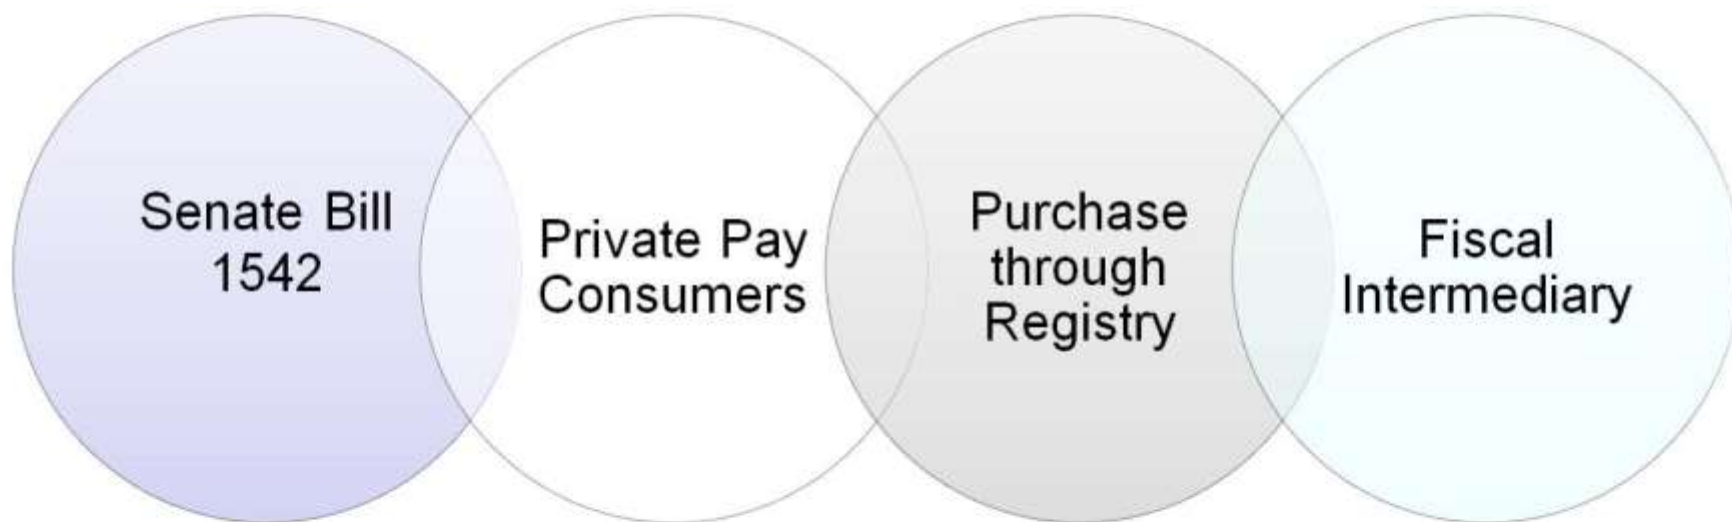 Senate Bill
1542
Private Pay
Consumers
Purchase
through
Registry
Fiscal
Intermediary